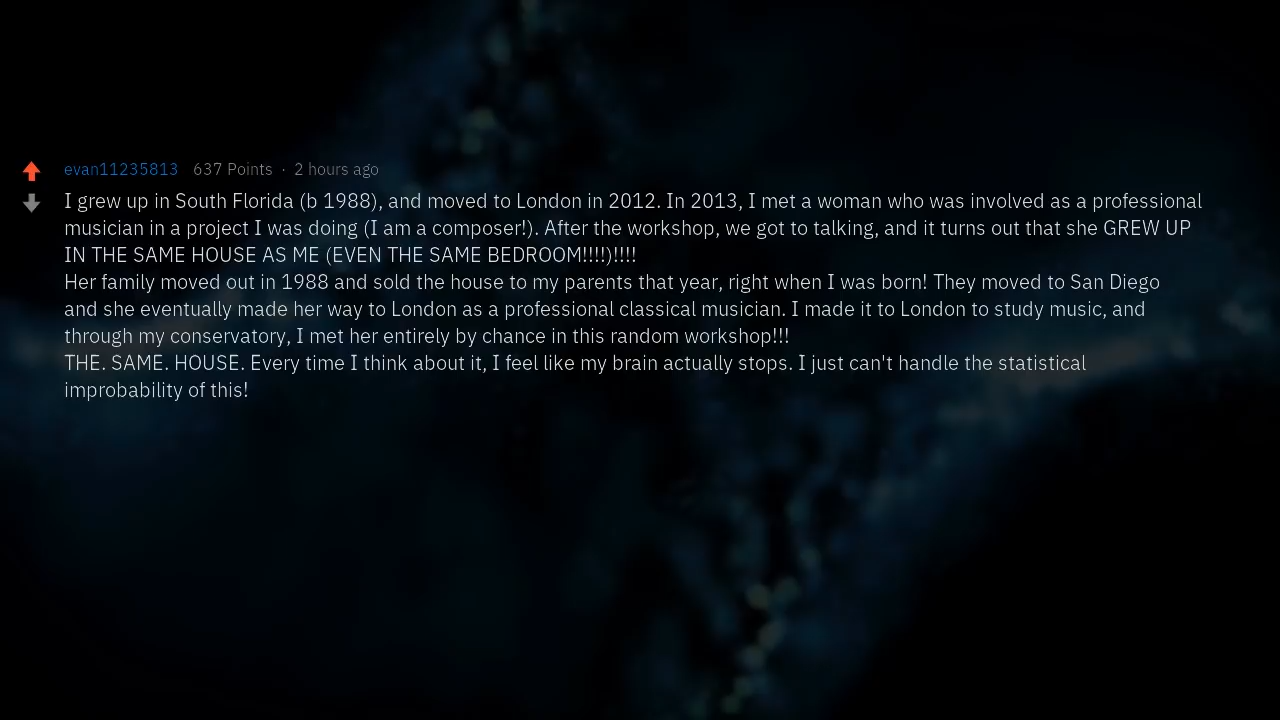 evan11235813 637 Points · 2 hours ago
I grew up in South Florida (b 1988), and moved to London in 2012. In 2013, I met a woman who was involved as a professional
musician in a project I was doing (I am a composer!). After the workshop, we got to talking, and it turns out that she GREW UP
IN THE SAME HOUSE AS ME (EVEN THE SAME BEDROOM!!!!)!!!!
Her family moved out in 1988 and sold the house to my parents that year, right when I was born! They moved to San Diego
and she eventually made her way to London as a professional classical musician. I made it to London to study music, and
through my conservatory, I met her entirely by chance in this random workshop!!!
THE. SAME. HOUSE. Every time I think about it, I feel like my brain actually stops. I just can't handle the statistical
improbability of this!